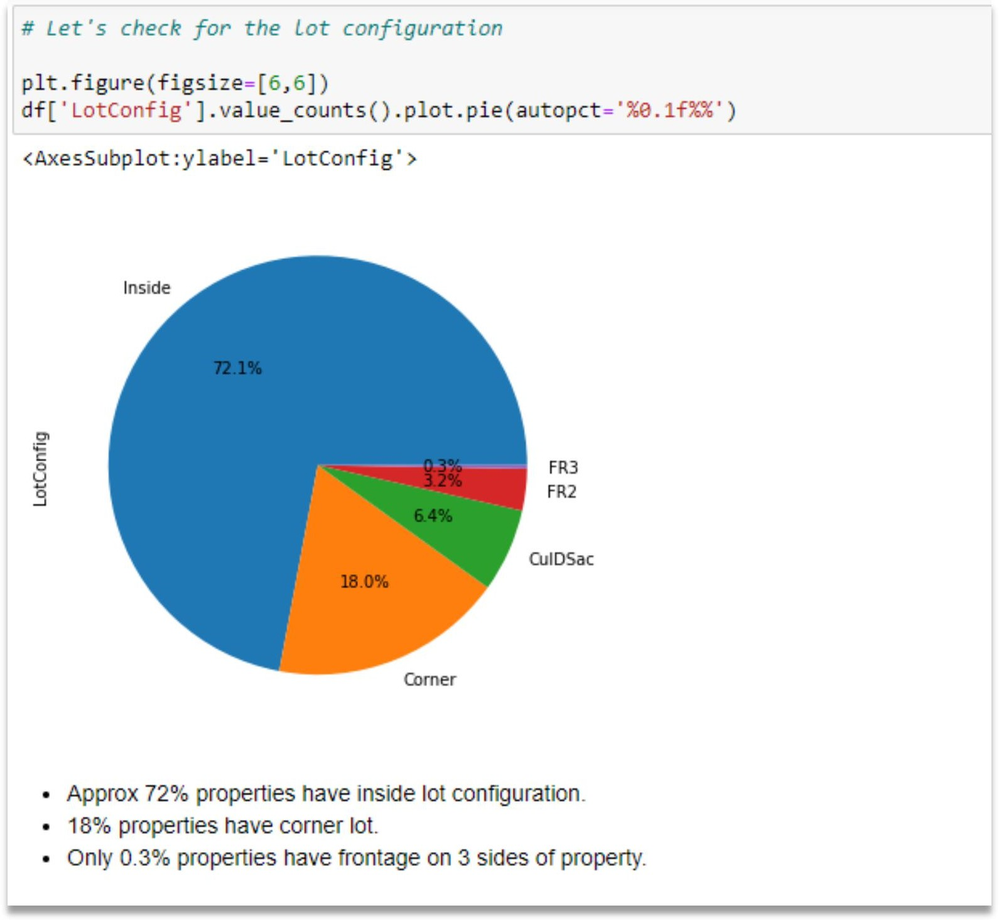 # Let's check for the lot configuration
plt.figure(figsize=[6,6])
df['LotConfig'].value_counts().plot.pie(autopct='%0.1f%%')
<AxesSubplot:ylabel='LotConfig'>
Inside
72.1%
LotConfig
0.3%
FR3
3.2%
FR2
6.4%
CulDSac
18.0%
Corner
• Approx 72% properties have inside lot configuration.
• 18% properties have corner lot.
• Only 0.3% properties have frontage on 3 sides of property.